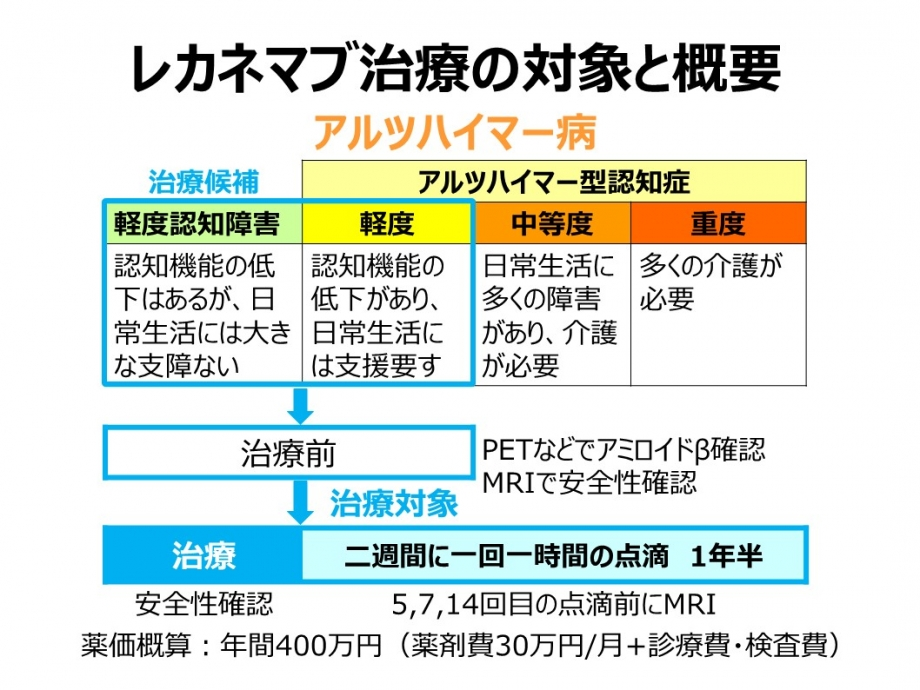 レカネマブ治療の対象と概要
アルツハイマー病
治療候補
アルツハイマー型認知症
軽度認知障害
軽度
中等度
重度
認知機能の低
下はあるが、日
常生活には大き
な支障ない
認知機能の
低下があり、
日常生活に
は支援要す
日常生活に
多くの障害
があり、介護
が必要
多くの介護が
必要
治療前
PETなどでアミロイドβ確認
MRIで安全性確認
治療対象
治療
二週間に一回一時間の点滴 1年半
安全性確認
5,7,14回目の点滴前にMRI
薬価概算：年間400万円（薬剤費30万円/月+診療費・検査費）